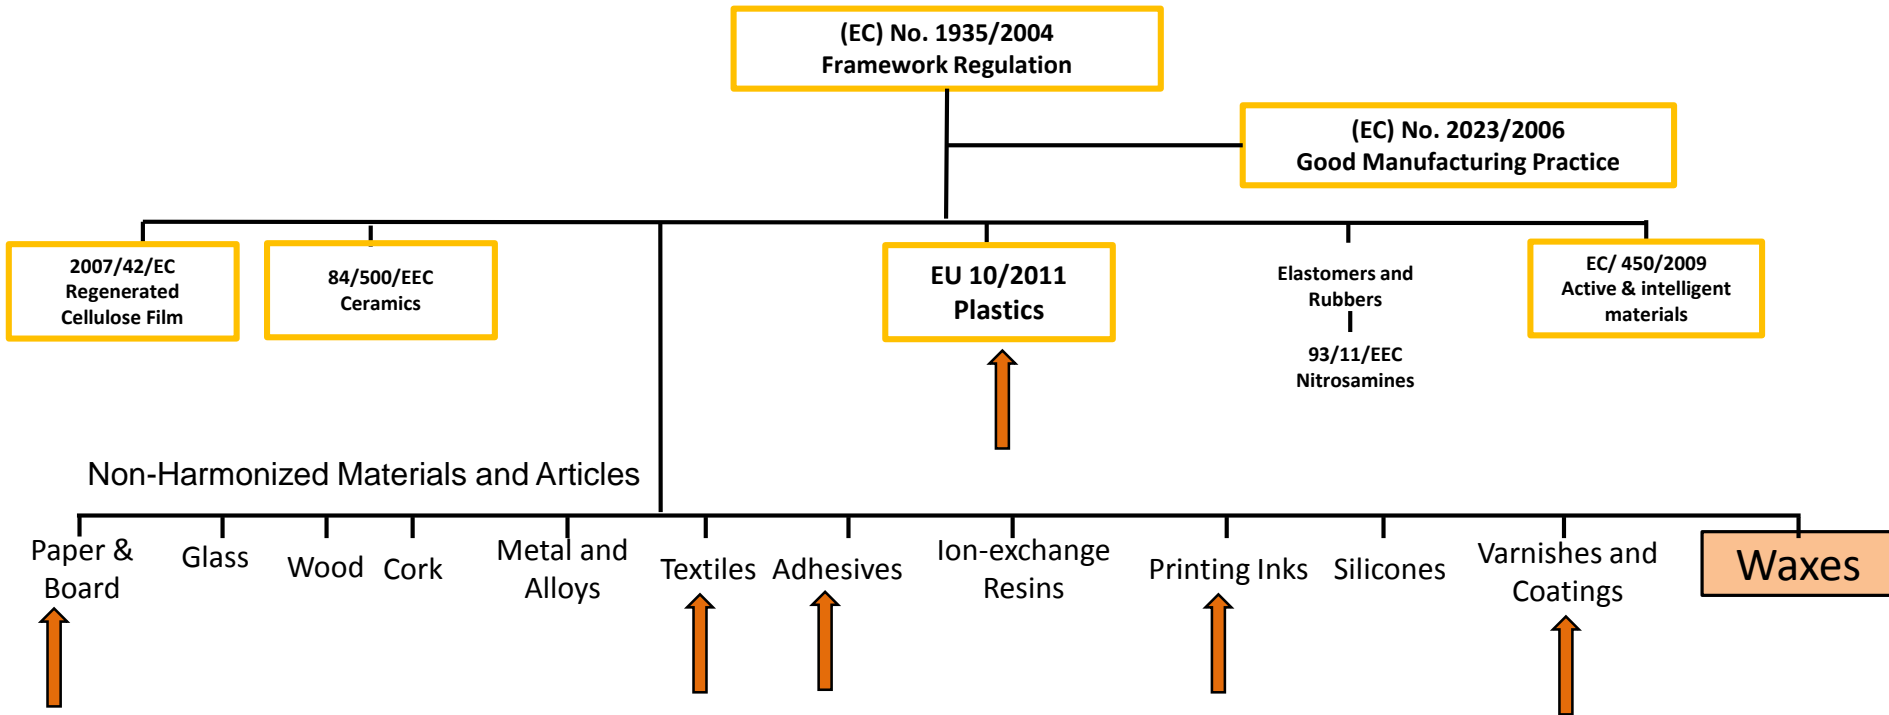 (EC) No. 1935/2004
Framework Regulation
(EC) No. 2023/2006
Good Manufacturing Practice
2007/42/EC
Regenerated
Cellulose Film
84/500/EEC
Ceramics
EU 10/2011
Plastics
Elastomers and
Rubbers
93/11/EEC
Nitrosamines
EC/ 450/2009
Active & intelligent
materials
Non-Harmonized Materials and Articles
Paper &
Board
Glass
Wood
Cork
Metal and
Alloys
Textiles
Adhesives
Ion-exchange
Resins
Printing Inks
Silicones
Varnishes and
Coatings
Waxes